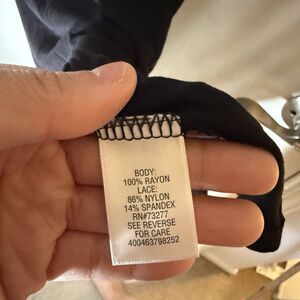 BODY:
100% RAYON
LACE:
86% NYLON
14% SPANDEX
RN#73277
SEE REVERSE
FOR CARE
400463798252